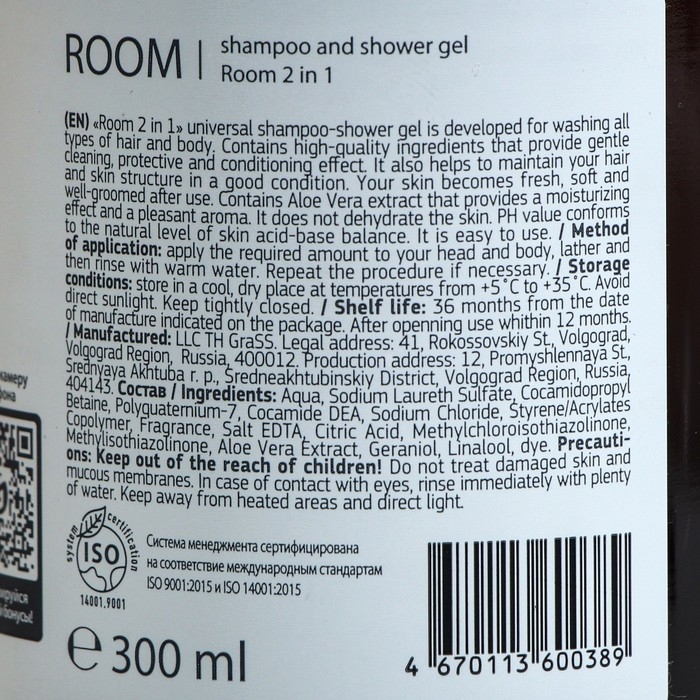 ROOM | shampoo and shower gel
Room 2 in 1
(EN) «Room 2 in 1» universal shampoo-shower gel is developed for washing all
types of hair and body. Contains high-quality ingredients that provide gentle
cleaning, protective and conditioning effect. It also helps to maintain your hair
and skin structure in a good condition. Your skin becomes fresh, soft and
well-groomed after use. Contains Aloe Vera extract that provides a moisturizing
effect and a pleasant aroma. It does not dehydrate the skin. PH value conforms
to the natural level of skin acid-base balance. It is easy to use. / Method
of application: apply the required amount to your head and body, lather and
then rinse with warm water. Repeat the procedure if necessary. / Storage
conditions: store in a cool, dry place at temperatures from +5˚C to +35˚C. Avoid
direct sunlight. Keep tightly closed. / Shelf life: 36 months from the date
of manufacture indicated on the package. After openning use whithin 12 months.
/ Manufactured: LLC TH GraSS. Legal address: 41, Rokossovskiy St., Volgograd,
Volgograd Region, Russia, 400012. Production address: 12, Promyshlennaya St.,
Srednyaya Akhtuba r. p., Sredneakhtubinskiy District, Volgograd Region, Russia,
404143. Состав / Ingredients: Aqua, Sodium Laureth Sulfate, Cocamidopropyl
Betaine, Polyquaternium-7, Cocamide DEA, Sodium Chloride, Styrene/Acrylates
Copolymer, Fragrance, Salt EDTA, Citric Acid, Methylchloroisothiazolinone,
Methylisothiazolinone, Aloe Vera Extract, Geraniol, Linalool, dye. Precauti-
ons: Keep out of the reach of children! Do not treat damaged skin and
mucous membranes. In case of contact with eyes, rinse immediately with plenty
of water. Keep away from heated areas and direct light.
system certification
ISO
14001.9001
Система менеджмента сертифицирована
на соответствие международным стандартам
ISO 9001:2015 и ISO 14001:2015
℮ 300 ml
4 670113 600389